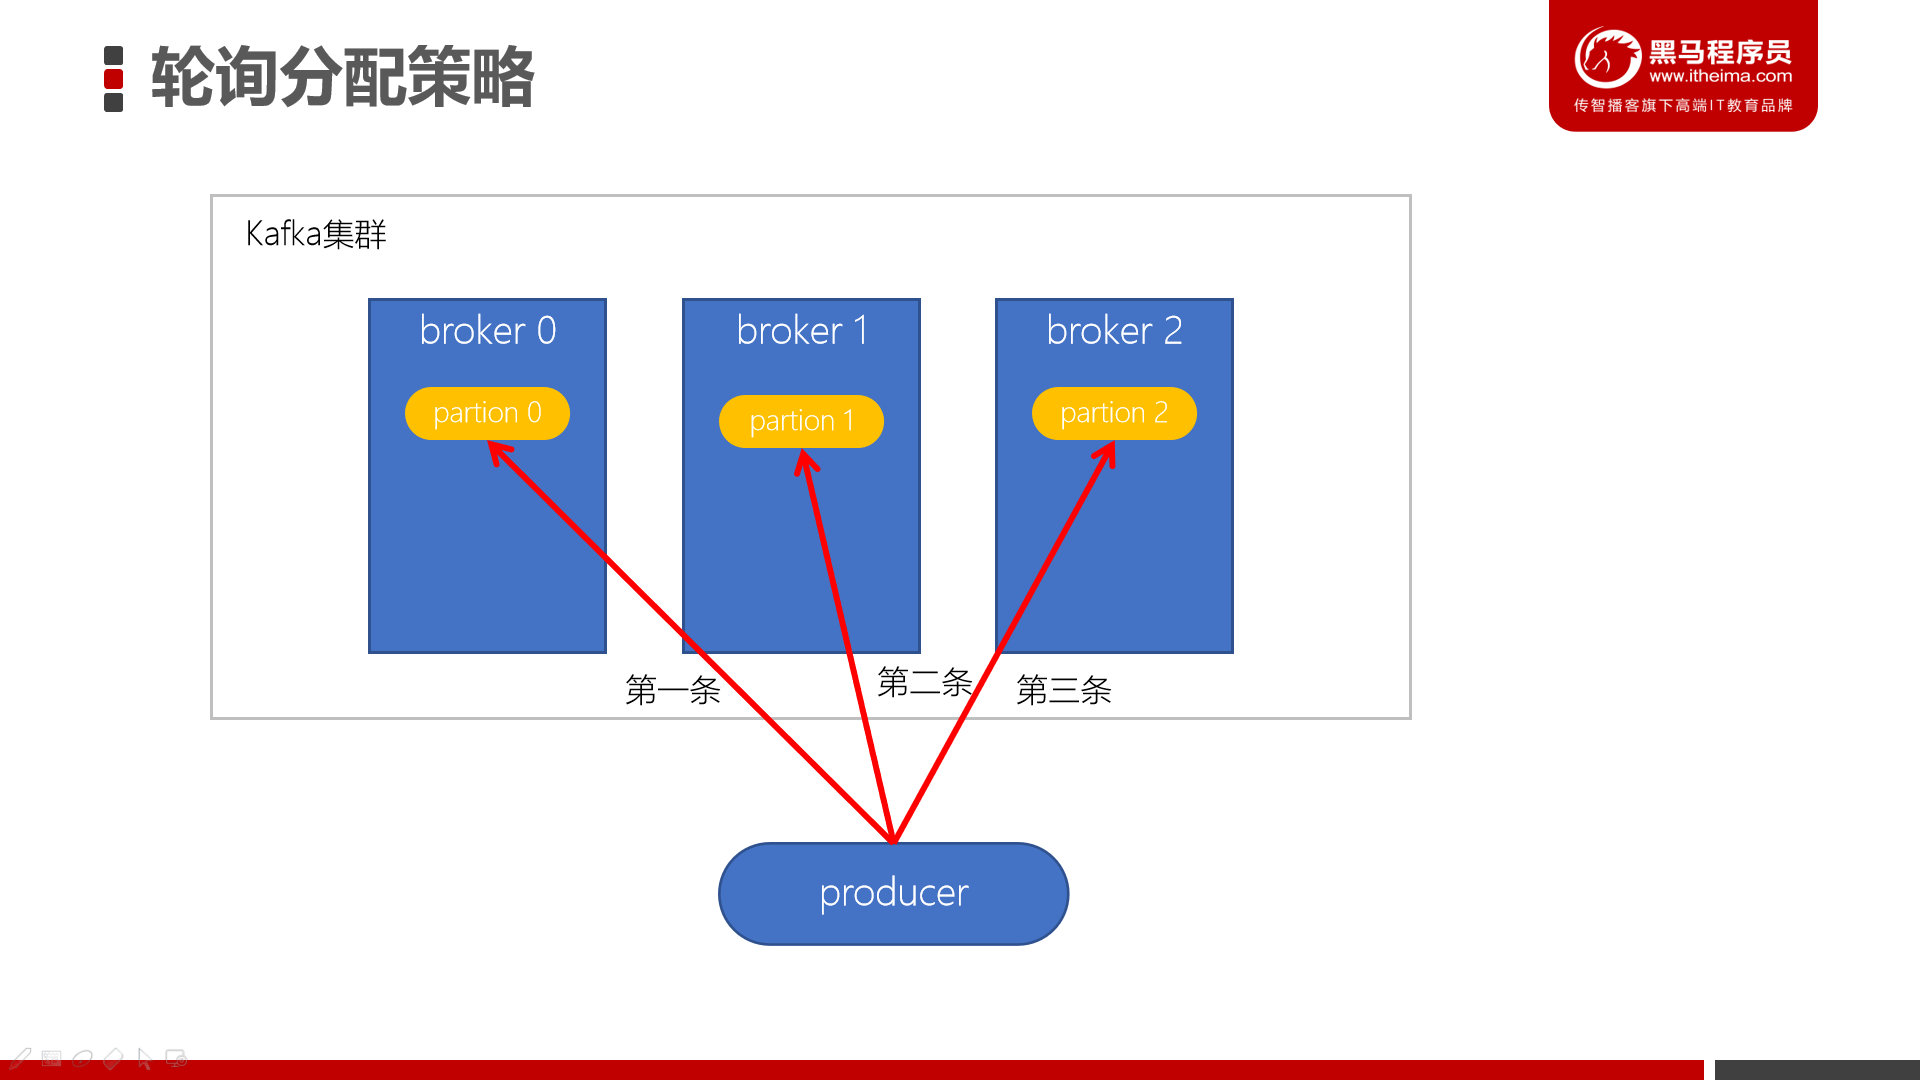 轮询分配策略
黑马程序员
www.itheima.com
传智播客旗下高端IT教育品牌
Kafka集群
broker 0
broker 1
broker 2
partion 0
partion 1
partion 2
第一条
第二条
第三条
producer